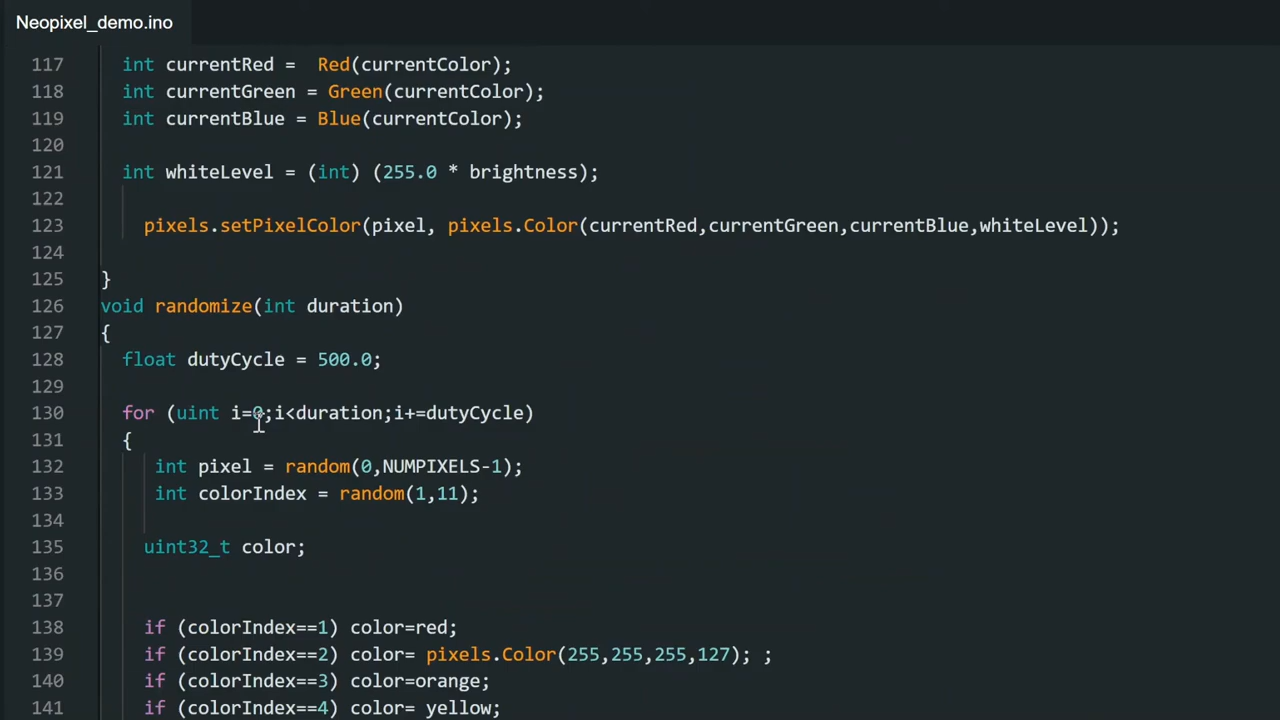 Neopixel_demo.ino
117 int currentRed =  Red(currentColor);
118 int currentGreen = Green(currentColor);
119 int currentBlue = Blue(currentColor);
120
121 int whiteLevel = (int) (255.0 * brightness);
122
123 pixels.setPixelColor(pixel, pixels.Color(currentRed,currentGreen,currentBlue,whiteLevel));
124
125 }
126 void randomize(int duration)
127 {
128 float dutyCycle = 500.0;
129
130 for (uint i=0;i<duration;i+=dutyCycle)
131 {
132 int pixel = random(0,NUMPIXELS-1);
133 int colorIndex = random(1,11);
134
135 uint32_t color;
136
137
138 if (colorIndex==1) color=red;
139 if (colorIndex==2) color= pixels.Color(255,255,255,127); ;
140 if (colorIndex==3) color=orange;
141 if (colorIndex==4) color= yellow;